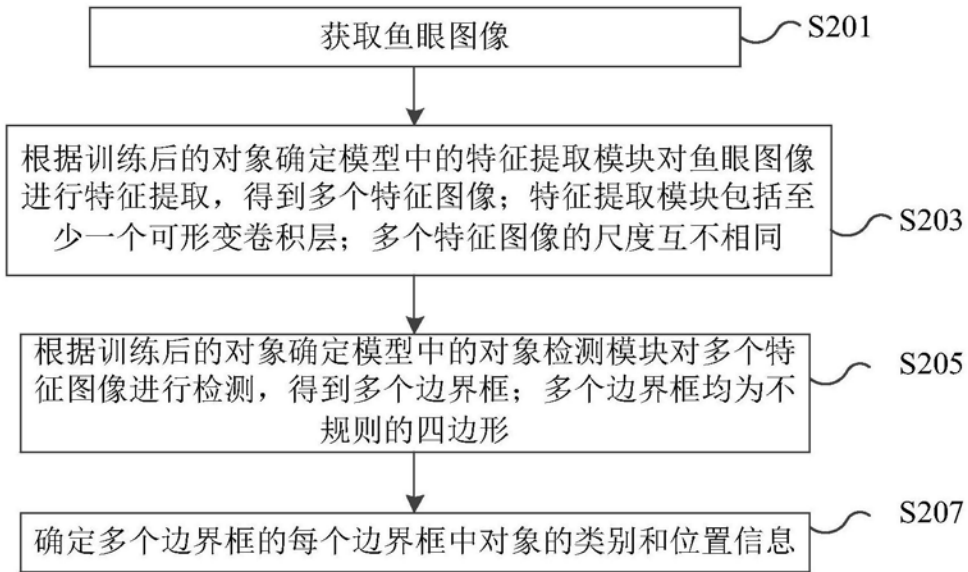 获取鱼眼图像
S201
根据训练后的对象确定模型中的特征提取模块对鱼眼图像
进行特征提取，得到多个特征图像；特征提取模块包括至
少一个可形变卷积层；多个特征图像的尺度互不相同
S203
根据训练后的对象确定模型中的对象检测模块对多个特
征图像进行检测，得到多个边界框；多个边界框均为不
规则的四边形
S205
确定多个边界框的每个边界框中对象的类别和位置信息
S207